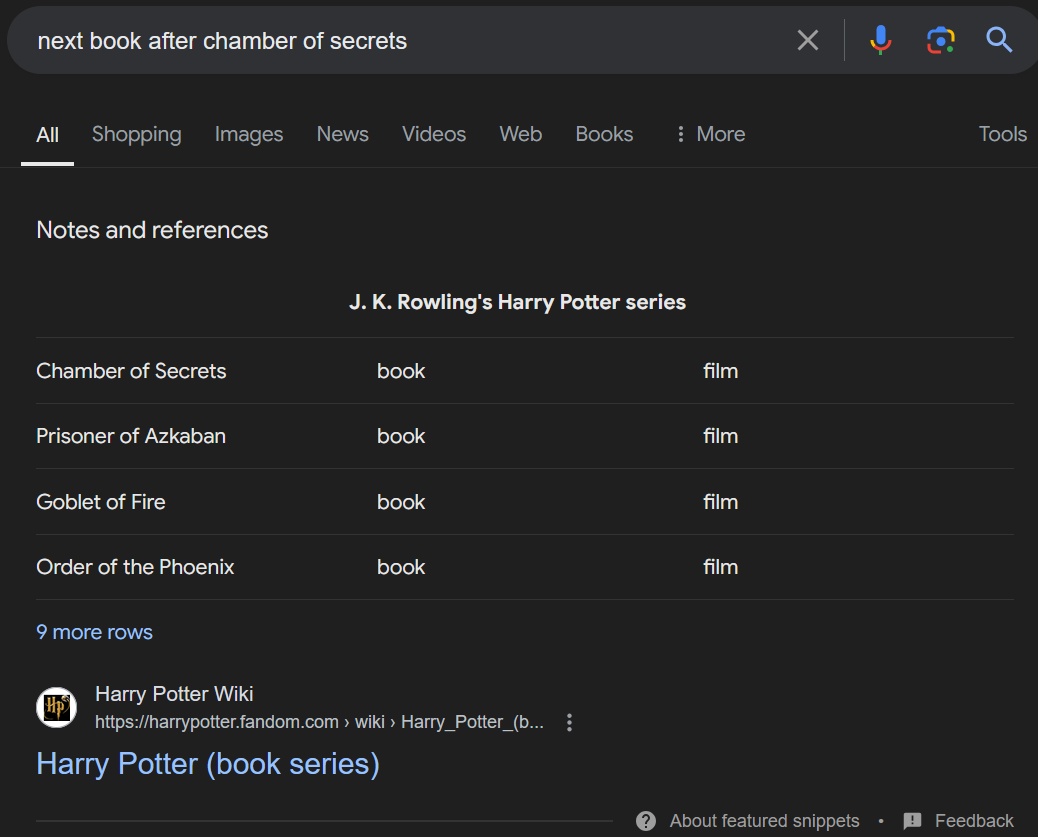 next book after chamber of secrets
All Shopping Images News Videos Web Books More Tools
Notes and references
J. K. Rowling's Harry Potter series
Chamber of Secrets book film
Prisoner of Azkaban book film
Goblet of Fire book film
Order of the Phoenix book film
9 more rows
Harry Potter Wiki
https://harrypotter.fandom.com › wiki › Harry_Potter_(b...
Harry Potter (book series)
About featured snippets • Feedback